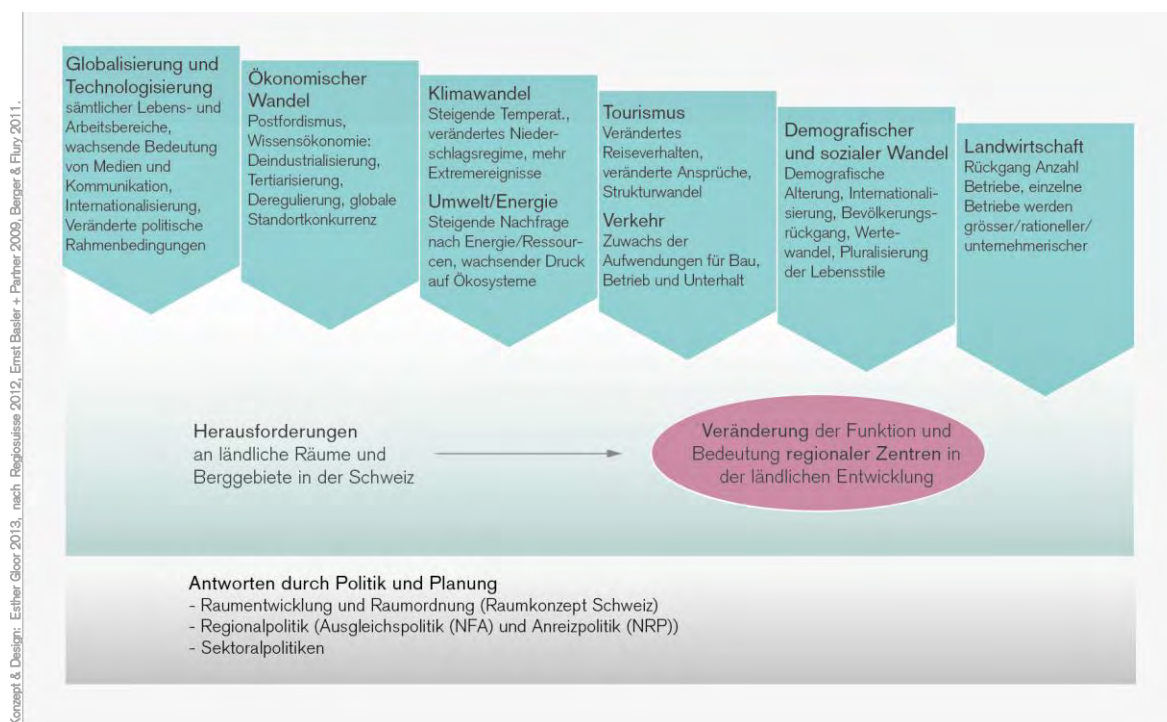 Globalisierung und
Technologisierung
sämtlicher Lebens- und
Arbeitsbereiche,
wachsende Bedeutung
von Medien und
Kommunikation,
Internationalisierung,
Veränderte politische
Rahmenbedingungen
Ökonomischer
Wandel
Postfordismus,
Wissensökonomie:
Deindustrialisierung,
Tertiarisierung,
Deregulierung, globale
Standortkonkurrenz
Klimawandel
Steigende Temperat.,
verändertes Nieder-
schlagsregime, mehr
Extremereignisse
Umwelt/Energie
Steigende Nachfrage
nach Energie/Ressour-
cen, wachsender Druck
auf Ökosysteme
Tourismus
Verändertes
Reiseverhalten,
veränderte Ansprüche,
Strukturwandel
Verkehr
Zuwachs der
Aufwendungen für Bau,
Betrieb und Unterhalt
Demografischer
und sozialer Wandel
Demografische
Alterung, Internationali-
sierung, Bevölkerungs-
rückgang, Werte-
wandel, Pluralisierung
der Lebensstile
Landwirtschaft
Rückgang Anzahl
Betriebe, einzelne
Betriebe werden
grösser/rationeller/
unternehmerischer
Herausforderungen
an ländliche Räume und
Berggebiete in der Schweiz
Veränderung der Funktion und
Bedeutung regionaler Zentren in
der ländlichen Entwicklung
Antworten durch Politik und Planung
- Raumentwicklung und Raumordnung (Raumkonzept Schweiz)
- Regionalpolitik (Ausgleichspolitik (NFA) und Anreizpolitik (NRP))
- Sektoralpolitiken
Konzept & Design: Esther Gloor 2013, nach Regiosuisse 2012, Ernst Basler + Partner 2009, Berger & Flury 2011.